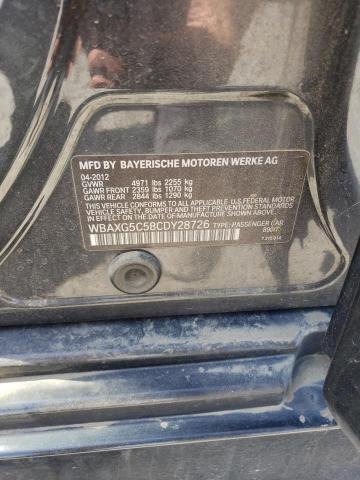 MFD BY BAYERISCHE MOTOREN WERKE AG
04-2012
GVWR 4971 lbs 2255 kg
GAWR FRONT 2359 lbs 1070 kg
GAWR REAR 2844 lbs 1290 kg
THIS VEHICLE CONFORMS TO ALL APPLICABLE U.S. FEDERAL MOTOR
VEHICLE SAFETY, BUMPER, AND THEFT PREVENTION STANDARDS IN
EFFECT ON THE DATE OF MANUFACTURE SHOWN ABOVE.
WBAXG5C58CDY28726 TYPE: PASSENGER CAR